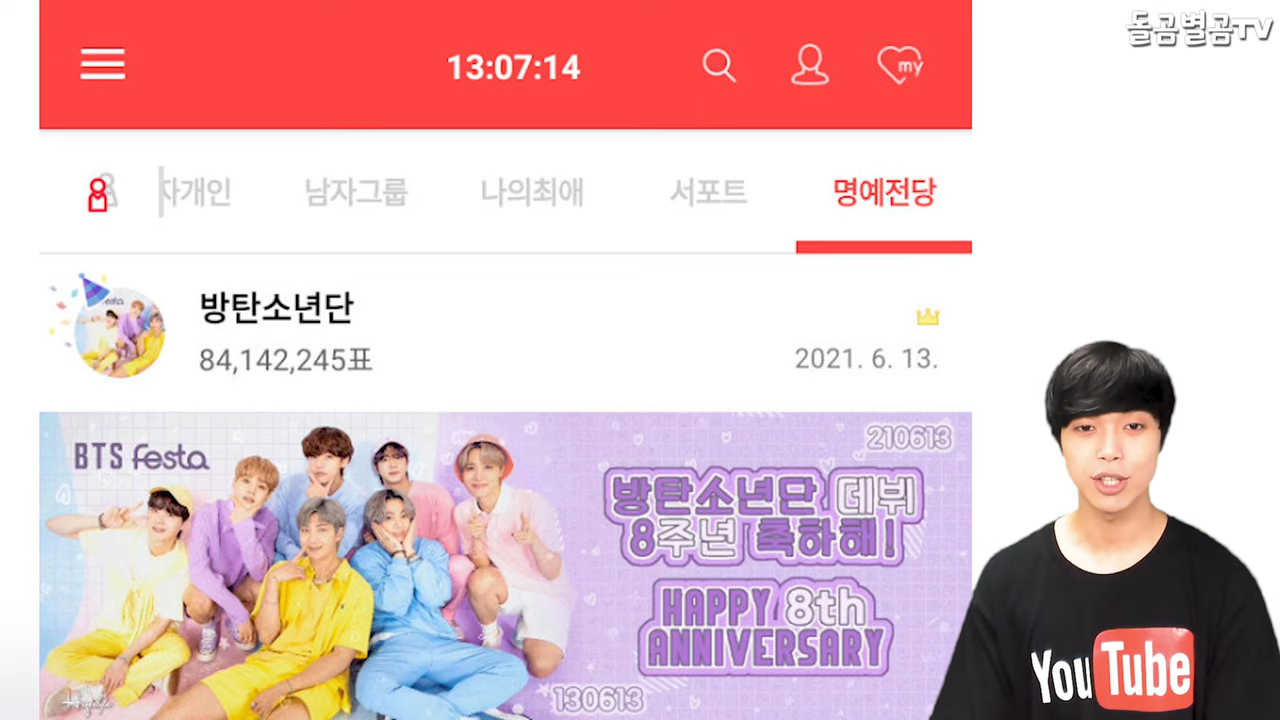 돌곰별곰TV
13:07:14
my
자개인
남자그룹
나의최애
서포트
명예전당
방탄소년단
84,142,245표
2021. 6. 13.
BTS festa
210613
방탄소년단 데뷔
8주년 축하해!
HAPPY 8th
ANNIVERSARY
130613
You Tube